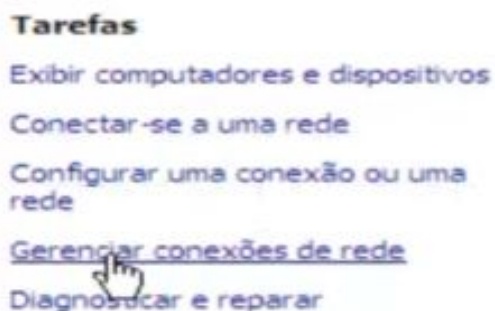 Tarefas
Exibir computadores e dispositivos
Conectar-se a uma rede
Configurar uma conexão ou uma
rede
Gerenciar conexões de rede
Diagnosticar e reparar